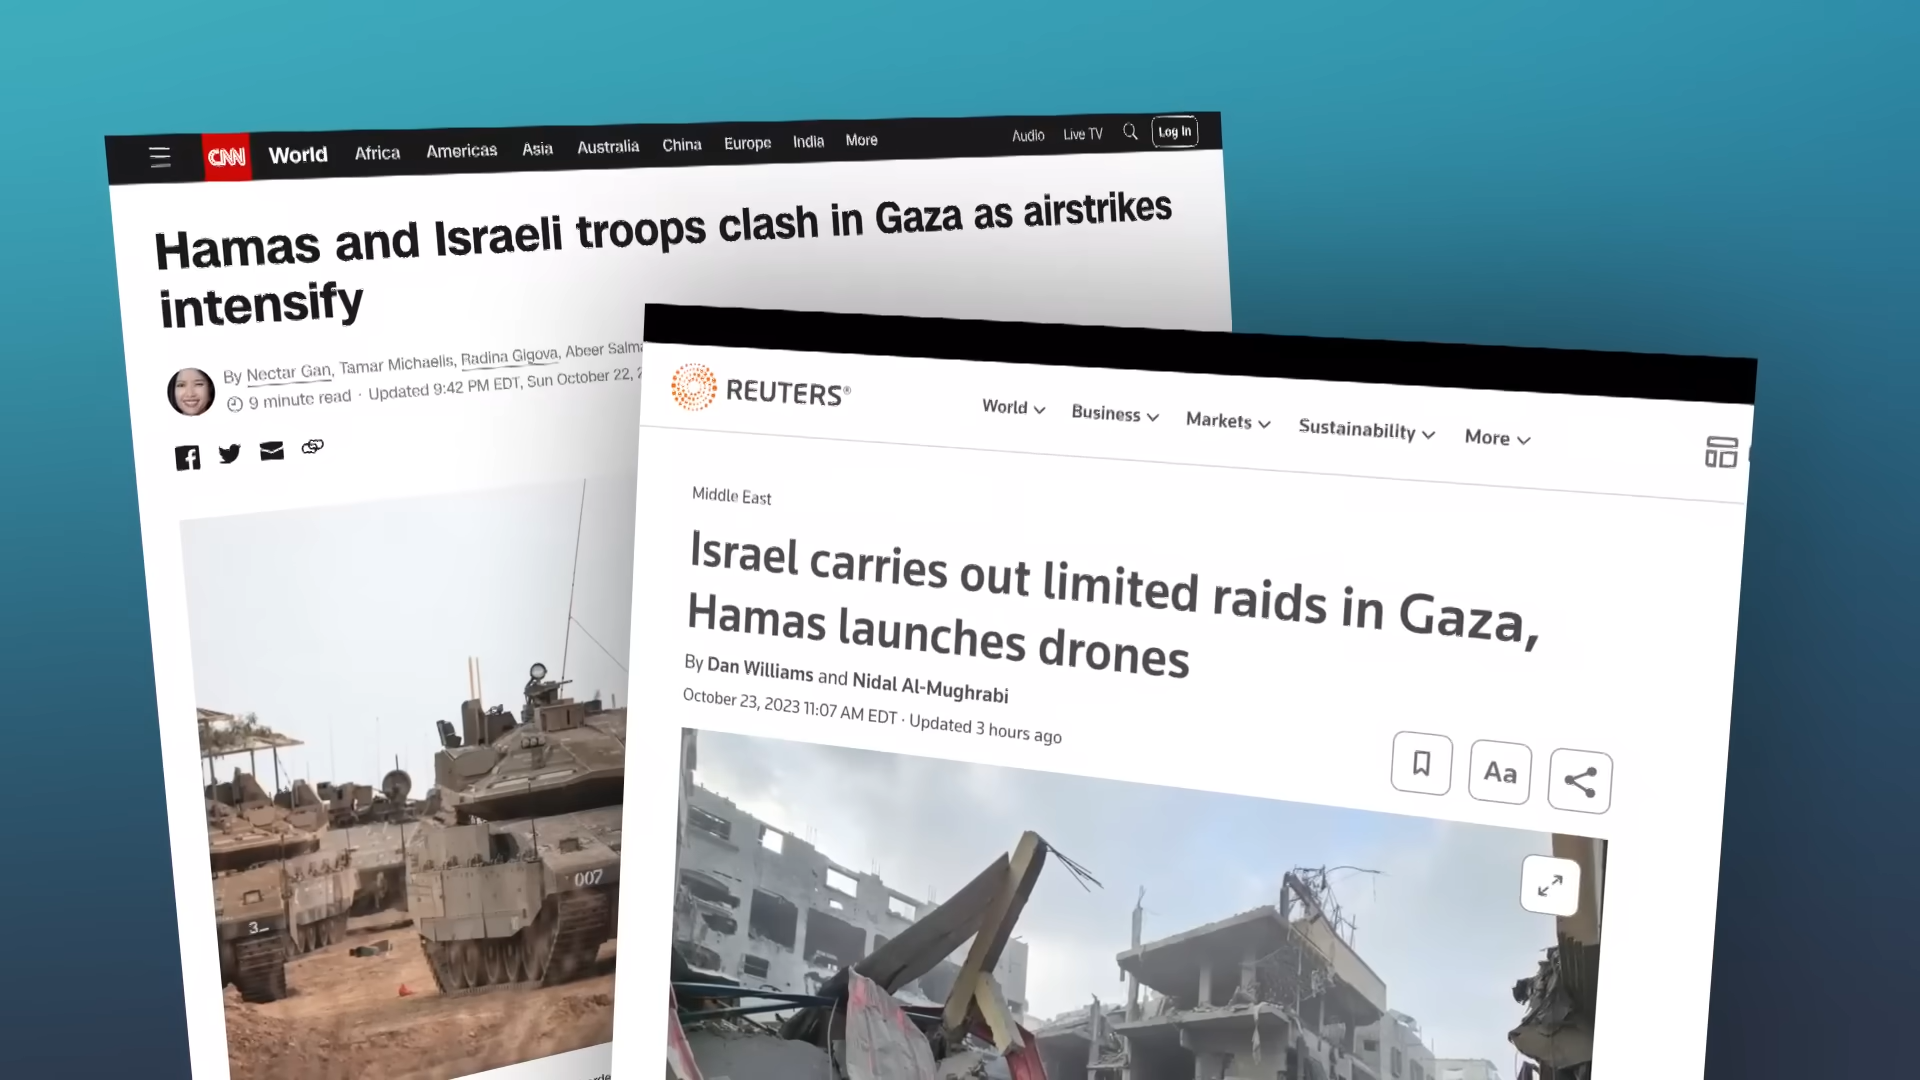 CNN World Africa Americas Asia Australia China Europe India More Audio Live TV Log In
Hamas and Israeli troops clash in Gaza as airstrikes
intensify
By Nectar Gan, Tamar Michaelis, Radina Gigova, Abeer
9 minute read · Updated 9:42 PM EDT, Sun October 22,
007
REUTERS®
World Business Markets Sustainability More
Middle East
Israel carries out limited raids in Gaza,
Hamas launches drones
By Dan Williams and Nidal Al-Mughrabi
October 23, 2023 11:07 AM EDT · Updated 3 hours ago
Aa